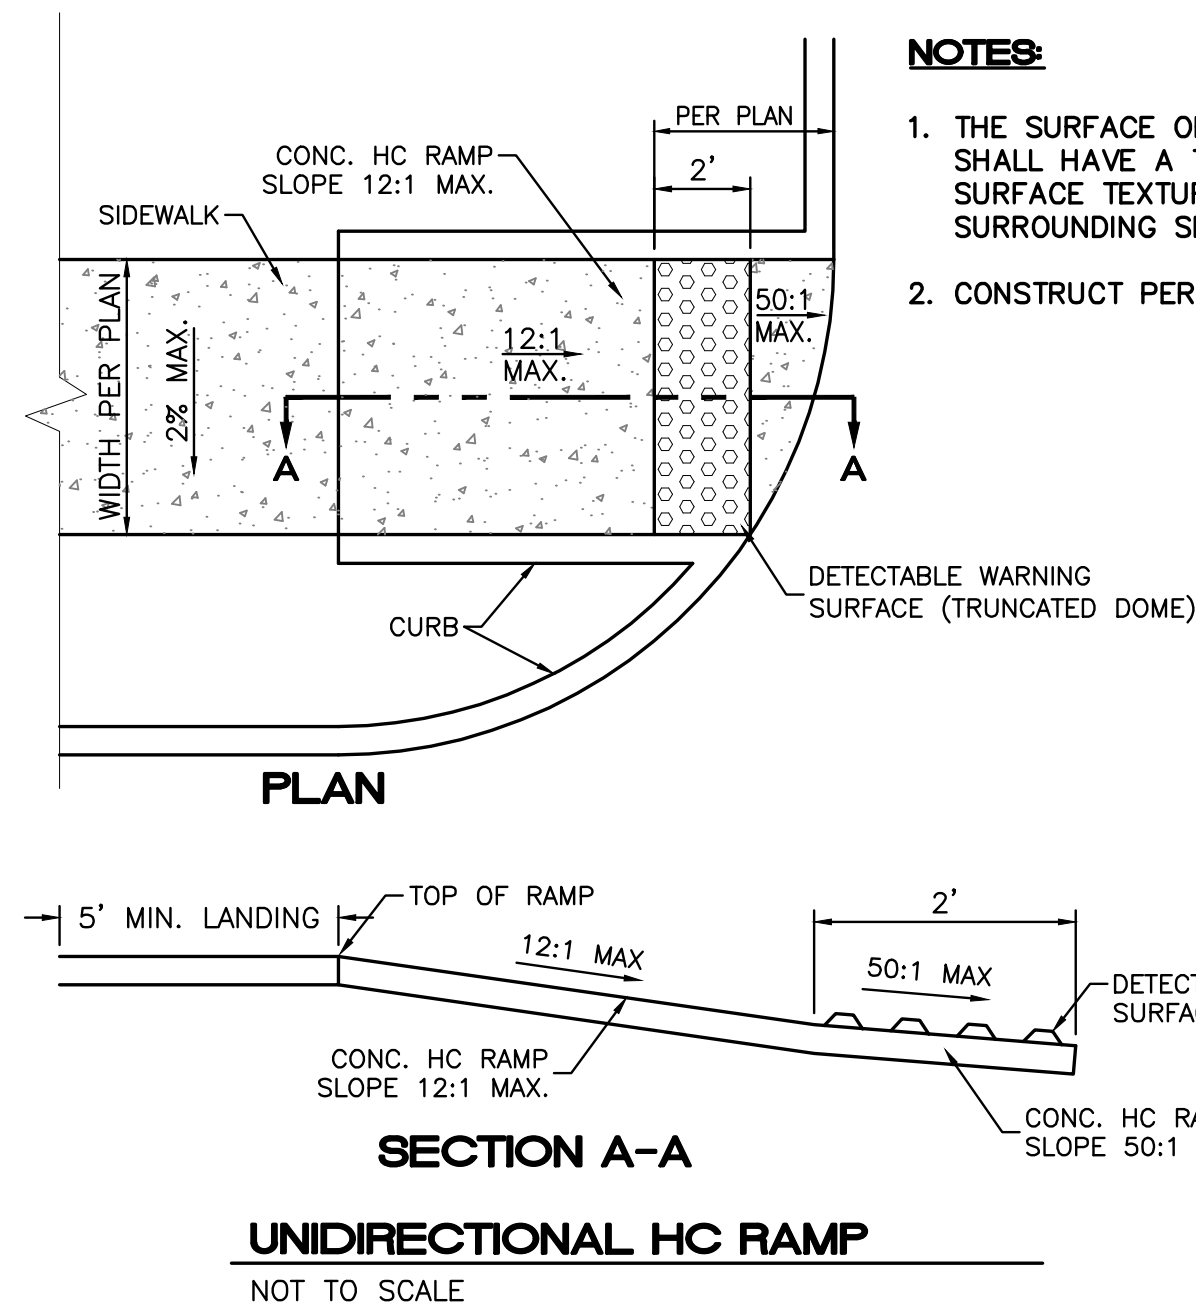 NOTES:
1. THE SURFACE
SHALL HAVE A
SURFACE
SURROUNDING
2. CONSTRUCT PER
PER PLAN
2'
CONC. HC RAMP
SLOPE 12:1 MAX.
SIDEWALK
WIDTH PER PLAN
2% MAX.
12:1
MAX.
50:1
MAX.
A
A
DETECTABLE WARNING
SURFACE (TRUNCATED DOME)
CURB
PLAN
5' MIN. LANDING
TOP OF RAMP
12:1 MAX
2'
50:1 MAX
CONC. HC RAMP
SLOPE 12:1 MAX.
CONC. HC
SLOPE 50:1
SECTION A-A
UNIDIRECTIONAL HC RAMP
NOT TO SCALE